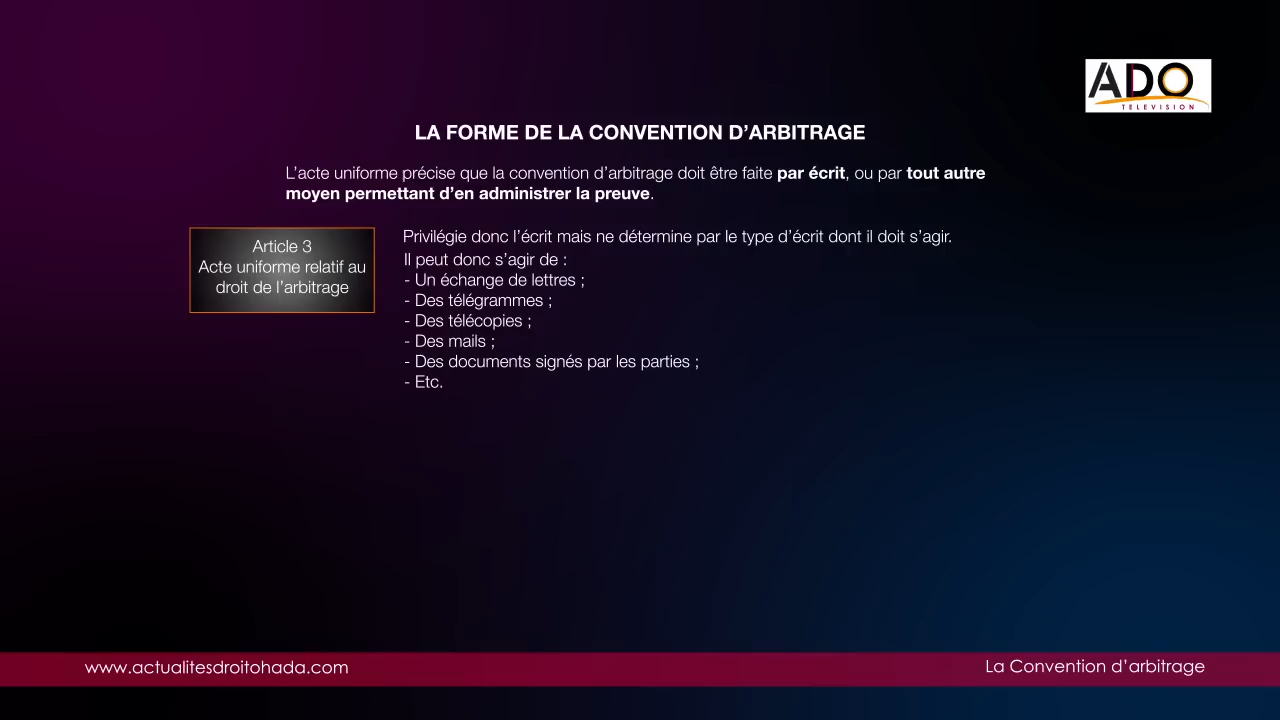 ADO
TELEVISION
LA FORME DE LA CONVENTION D’ARBITRAGE
L’acte uniforme précise que la convention d’arbitrage doit être faite par écrit, ou par tout autre
moyen permettant d’en administrer la preuve.
Article 3
Acte uniforme relatif au
droit de l’arbitrage
Privilégie donc l’écrit mais ne détermine par le type d’écrit dont il doit s’agir.
Il peut donc s’agir de :
- Un échange de lettres ;
- Des télégrammes ;
- Des télécopies ;
- Des mails ;
- Des documents signés par les parties ;
- Etc.
www.actualitesdroitohada.com
La Convention d’arbitrage